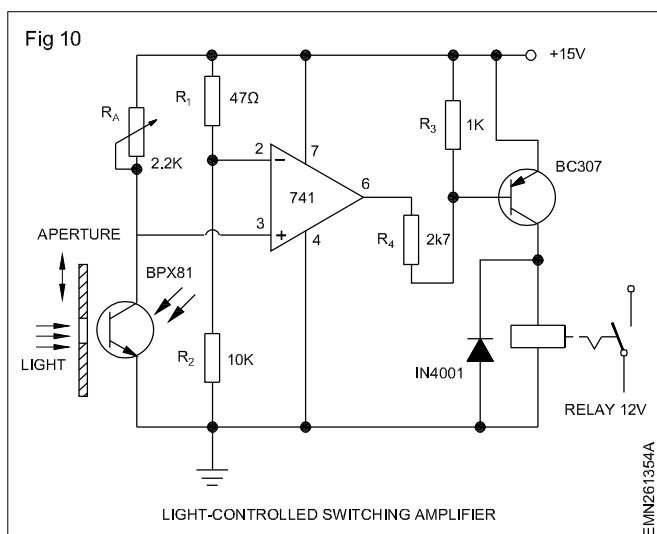 Fig 10
+15V
R1
47Ω
RA
2.2K
R3
1K
BC307
2
7
741
6
3
4
R4
2k7
APERTURE
BPX81
LIGHT
R2
10K
IN4001
RELAY 12V
LIGHT-CONTROLLED SWITCHING AMPLIFIER
EMN261354A